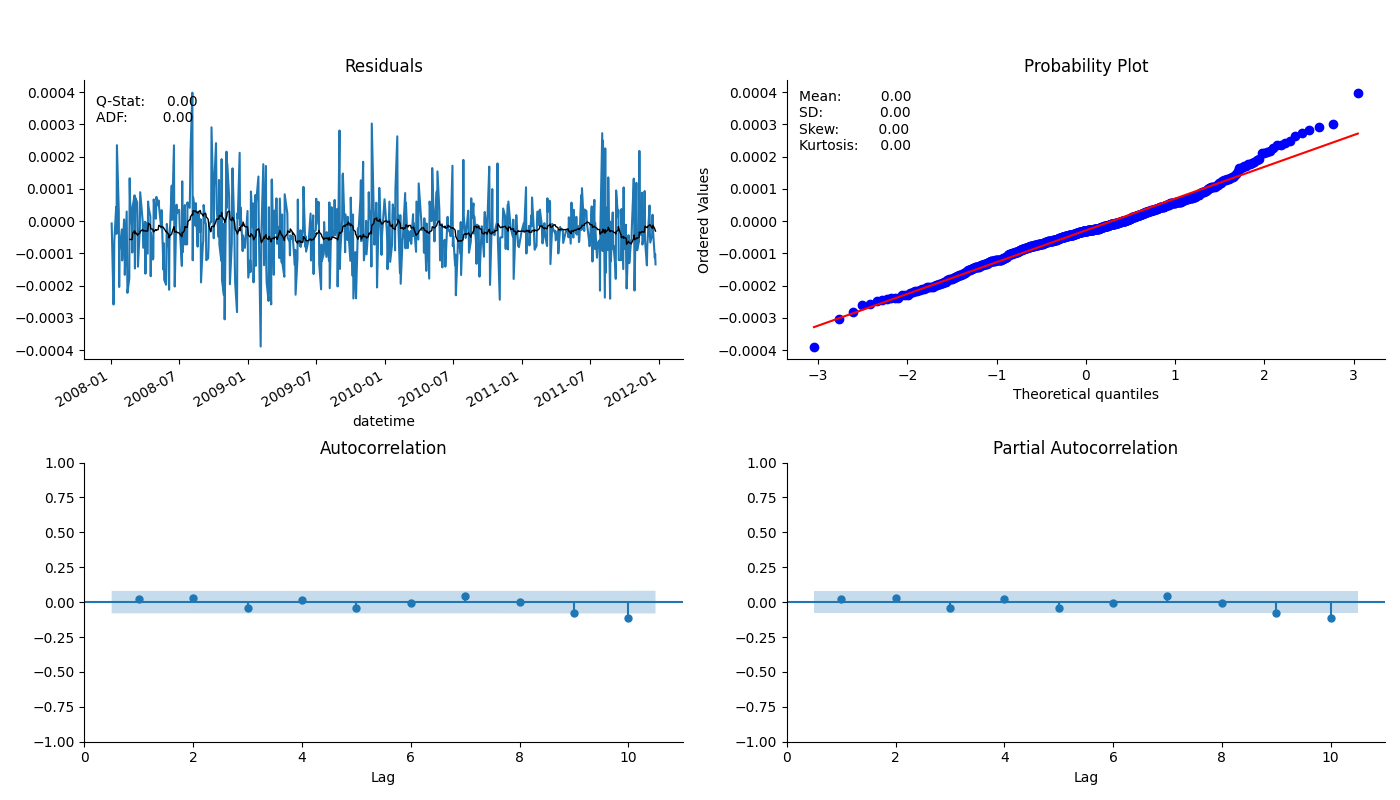 Residuals
Q-Stat: 0.00
ADF: 0.00
0.0004
0.0003
0.0002
0.0001
0.0000
−0.0001
−0.0002
−0.0003
−0.0004
2008-01
2008-07
2009-01
2009-07
2010-01
2010-07
2011-01
2011-07
2012-01
datetime
Probability Plot
Mean: 0.00
SD: 0.00
Skew: 0.00
Kurtosis: 0.00
Ordered Values
0.0004
0.0003
0.0002
0.0001
0.0000
−0.0001
−0.0002
−0.0003
−0.0004
−3 −2 −1 0 1 2 3
Theoretical quantiles
Autocorrelation
1.00
0.75
0.50
0.25
0.00
−0.25
−0.50
−0.75
−1.00
0 2 4 6 8 10
Lag
Partial Autocorrelation
1.00
0.75
0.50
0.25
0.00
−0.25
−0.50
−0.75
−1.00
0 2 4 6 8 10
Lag